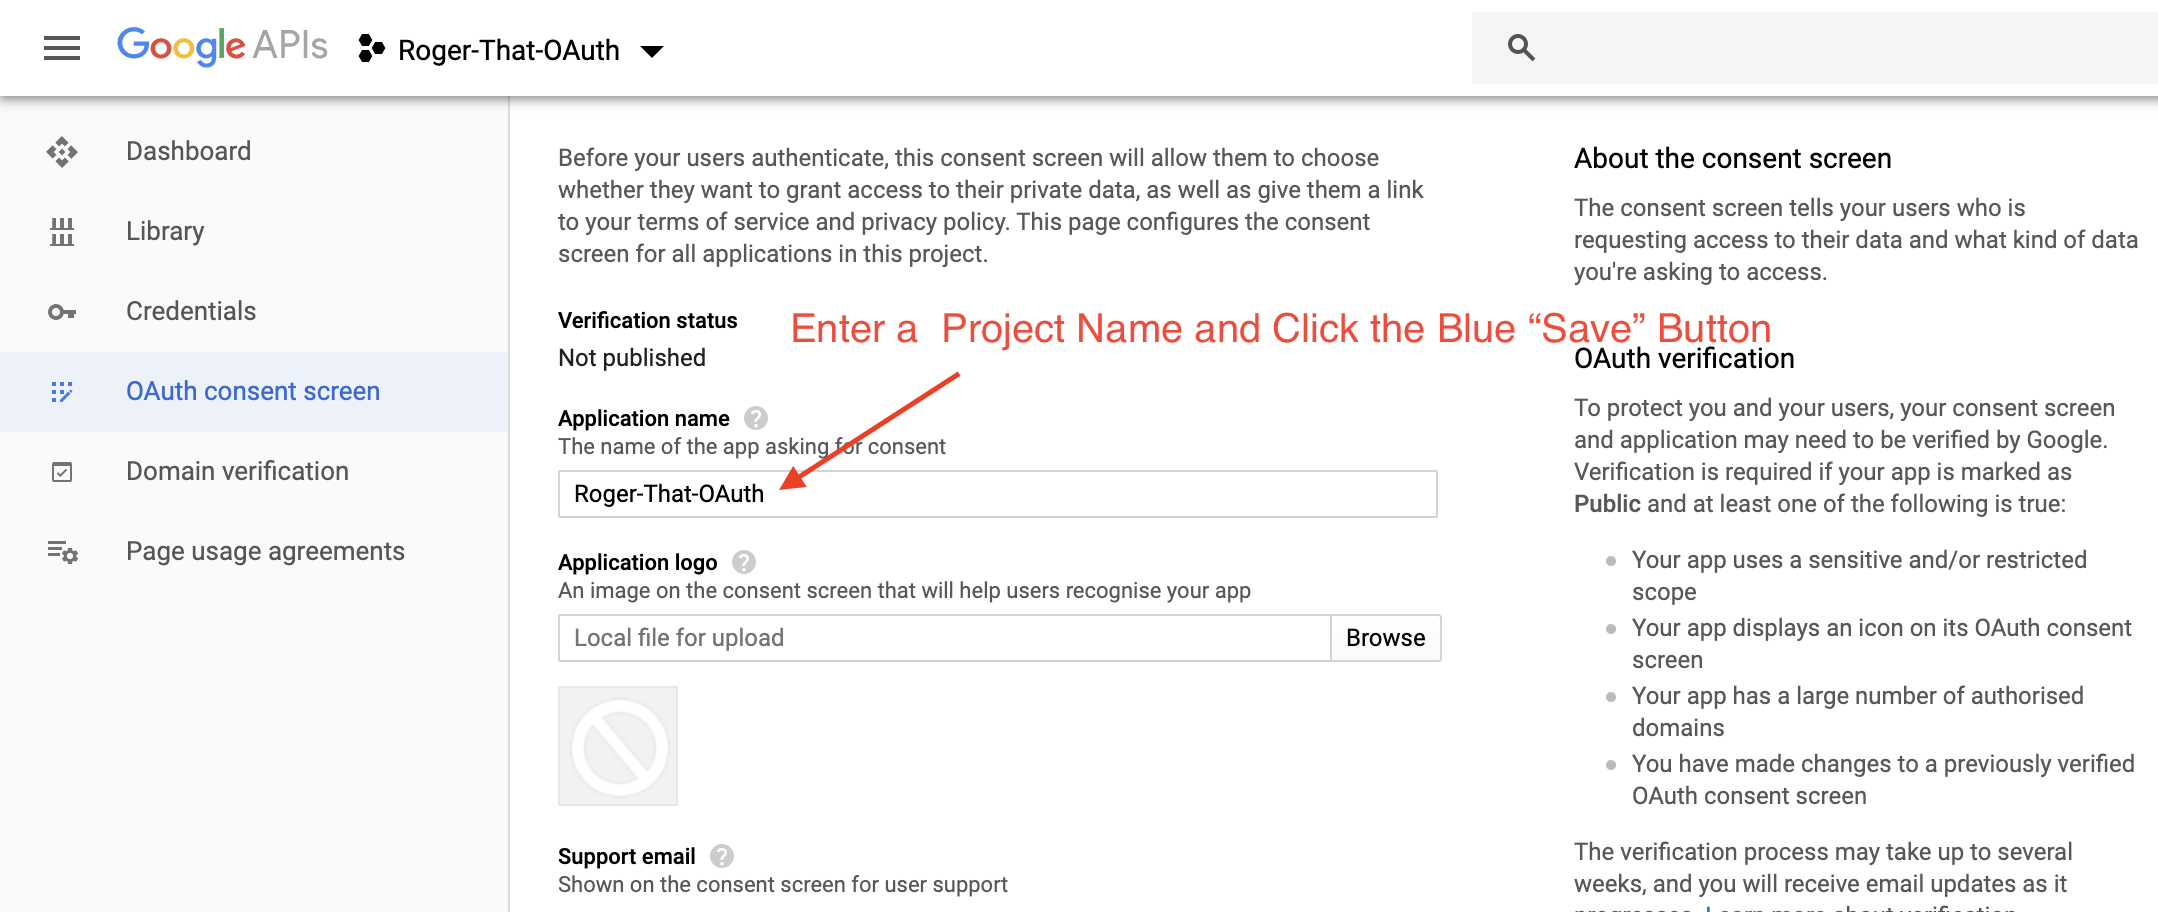 Google APIs
Roger-That-OAuth
Dashboard
Library
Credentials
OAuth consent screen
Domain verification
Page usage agreements
Before your users authenticate, this consent screen will allow them to choose
whether they want to grant access to their private data, as well as give them a link
to your terms of service and privacy policy. This page configures the consent
screen for all applications in this project.
Verification status
Not published
Enter a  Project Name and Click the Blue “Save” Button
Application name
The name of the app asking for consent
Roger-That-OAuth
Application logo
An image on the consent screen that will help users recognise your app
Local file for upload
Browse
Support email
Shown on the consent screen for user support
About the consent screen
The consent screen tells your users who is
requesting access to their data and what kind of data
you're asking to access.
OAuth verification
To protect you and your users, your consent screen
and application may need to be verified by Google.
Verification is required if your app is marked as
Public and at least one of the following is true:
Your app uses a sensitive and/or restricted
scope
Your app displays an icon on its OAuth consent
screen
Your app has a large number of authorised
domains
You have made changes to a previously verified
OAuth consent screen
The verification process may take up to several
weeks, and you will receive email updates as it
progresses. Learn more about verification